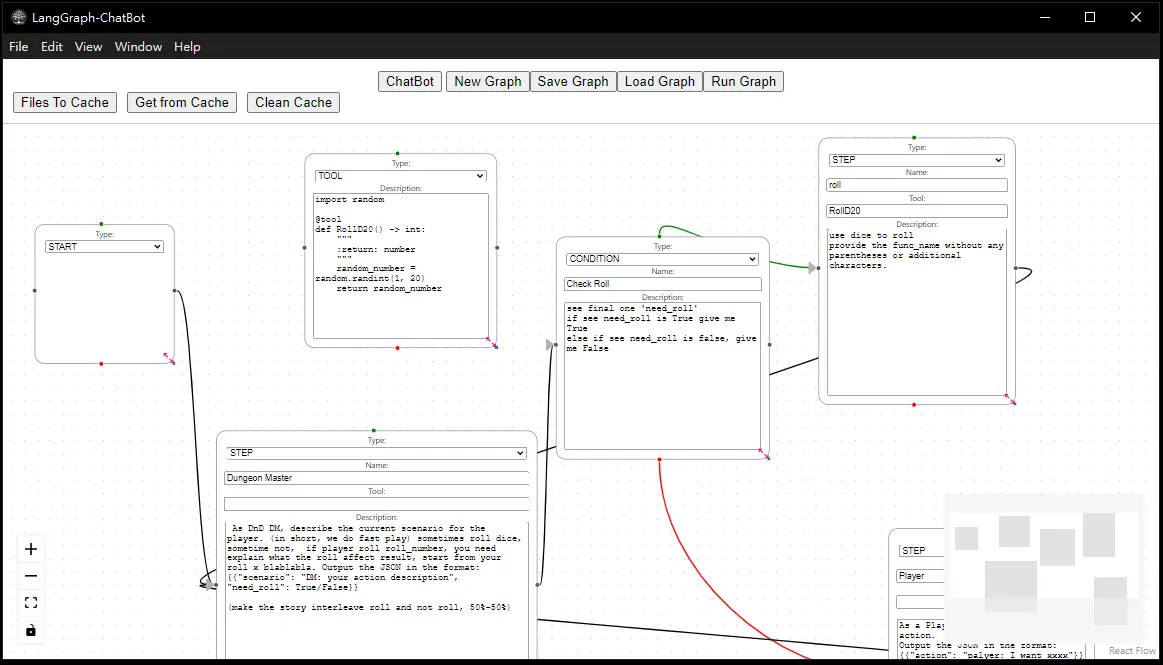 LangGraph-ChatBot
File Edit View Window Help
ChatBot New Graph Save Graph Load Graph Run Graph
Files To Cache Get from Cache Clean Cache
Type:
START
Type:
TOOL
Description:
import random
@tool
def RollD20() -> int:
"""
:return: number
"""
random_number =
random.randint(1, 20)
return random_number
Type:
CONDITION
Name:
Check Roll
Description:
see final one 'need_roll'
if see need_roll is True give me
True
else if see need_roll is false, give
me False
Type:
STEP
Name:
roll
Tool:
RollD20
Description:
use dice to roll
provide the func_name without any
parentheses or additional
characters.
Type:
STEP
Name:
Dungeon Master
Tool:
Description:
As DnD DM, describe the current scenario for the
player. (in short, we do fast play) sometimes roll dice,
sometime not, if player roll roll_number, you need
explain what the roll affect result, start from your
roll x blablabla. Output the JSON in the format:
{{"scenario": "DM: your action description",
"need_roll": True/False}}
(make the story interleave roll and not roll, 50%-50%)
STEP
Player
As a Play
action.
Output the JSON in the format:
{{"action": "palyer: I want xxxx"}}
React Flow